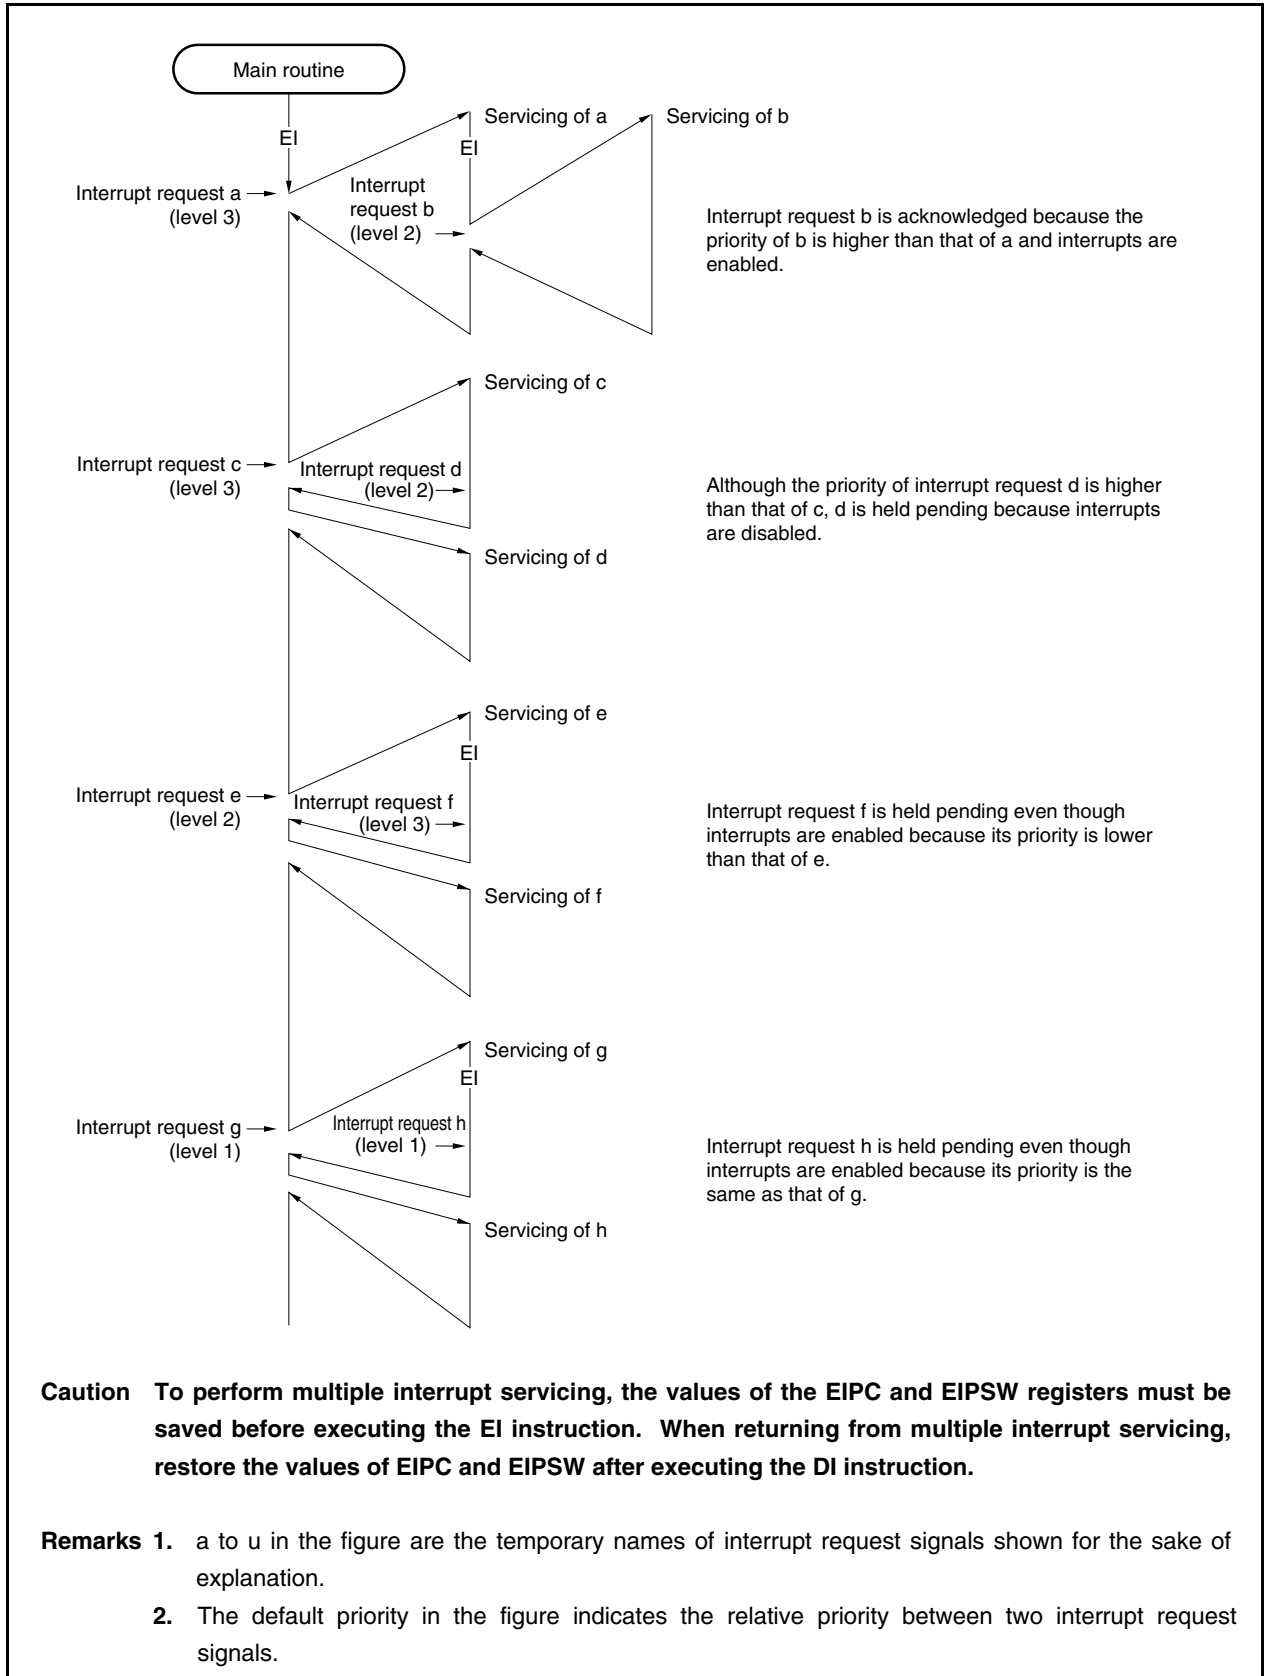 Main routine
EI
Servicing of a
Servicing of b
EI
Interrupt request a
(level 3)
Interrupt
request b
(level 2)
Interrupt request b is acknowledged because the
priority of b is higher than that of a and interrupts are
enabled.
Servicing of c
Interrupt request c
(level 3)
Interrupt request d
(level 2)
Although the priority of interrupt request d is higher
than that of c, d is held pending because interrupts
are disabled.
Servicing of d
Servicing of e
EI
Interrupt request e
(level 2)
Interrupt request f
(level 3)
Interrupt request f is held pending even though
interrupts are enabled because its priority is lower
than that of e.
Servicing of f
Servicing of g
EI
Interrupt request g
(level 1)
Interrupt request h
(level 1)
Interrupt request h is held pending even though
interrupts are enabled because its priority is the
same as that of g.
Servicing of h
Caution To perform multiple interrupt servicing, the values of the EIPC and EIPSW registers must be
saved before executing the EI instruction. When returning from multiple interrupt servicing,
restore the values of EIPC and EIPSW after executing the DI instruction.
Remarks 1. a to u in the figure are the temporary names of interrupt request signals shown for the sake of
explanation.
2. The default priority in the figure indicates the relative priority between two interrupt request
signals.